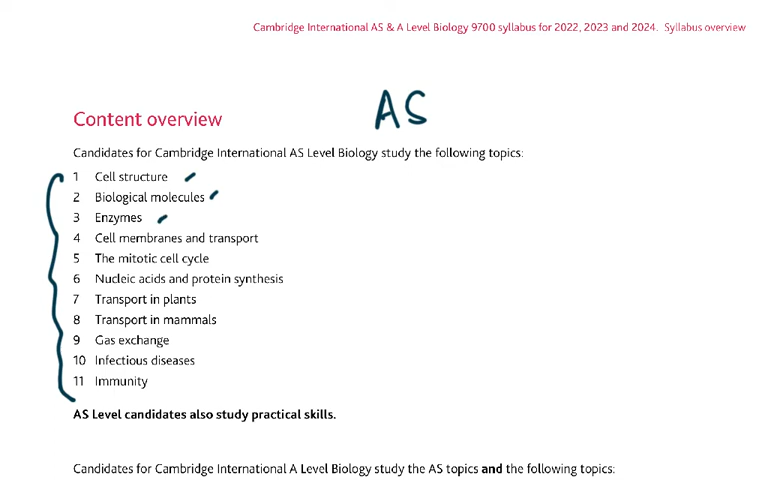 Cambridge International AS & A Level Biology 9700 syllabus for 2022, 2023 and 2024. Syllabus overview
AS
Content overview
Candidates for Cambridge International AS Level Biology study the following topics:
1 Cell structure
2 Biological molecules
3 Enzymes
4 Cell membranes and transport
5 The mitotic cell cycle
6 Nucleic acids and protein synthesis
7 Transport in plants
8 Transport in mammals
9 Gas exchange
10 Infectious diseases
11 Immunity
AS Level candidates also study practical skills.
Candidates for Cambridge International A Level Biology study the AS topics and the following topics: